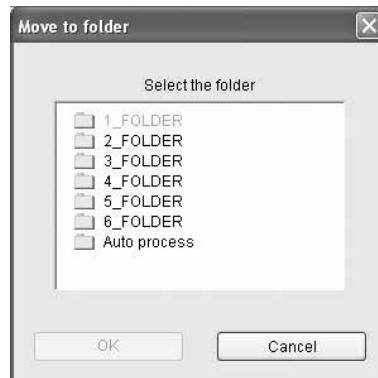 Move to folder
Select the folder
1_FOLDER
2_FOLDER
3_FOLDER
4_FOLDER
5_FOLDER
6_FOLDER
Auto process
OK
Cancel